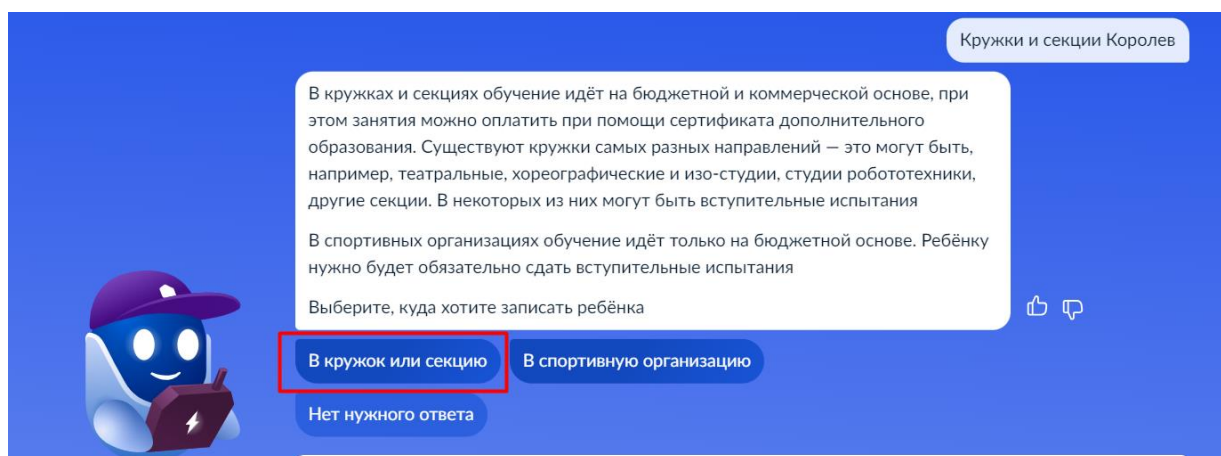 Кружки и секции Королев
В кружках и секциях обучение идёт на бюджетной и коммерческой основе, при
этом занятия можно оплатить при помощи сертификата дополнительного
образования. Существуют кружки самых разных направлений — это могут быть,
например, театральные, хореографические и изо-студии, студии робототехники,
другие секции. В некоторых из них могут быть вступительные испытания
В спортивных организациях обучение идёт только на бюджетной основе. Ребёнку
нужно будет обязательно сдать вступительные испытания
Выберите, куда хотите записать ребёнка
В кружок или секцию
В спортивную организацию
Нет нужного ответа